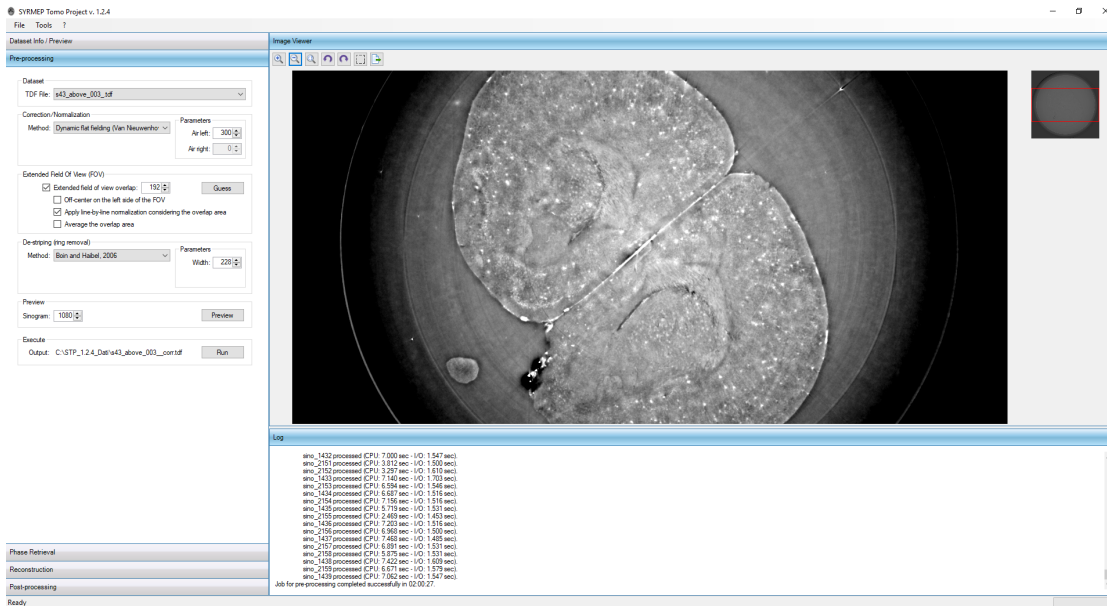 SYRMEP Tomo Project v. 1.2.4
File Tools ?
Dataset Info / Preview
Pre-processing
Dataset
TDF File: s43_above_003_.tdf
Correction/Normalization
Method: Dynamic flat fielding (Van Nieuwenho
Parameters
Air left: 300
Air right: 0
Extended Field Of View (FOV)
Extended field of view overlap: 192 Guess
Off-center on the left side of the FOV
Apply line-by-line normalization considering the overlap area
Average the overlap area
De-striping (ring removal)
Method: Boin and Haibel, 2006
Parameters
Width: 228
Preview
Sinogram: 1080 Preview
Execute
Output: C:\STP_1.2.4_Dati\s43_above_003__corr.tdf Run
Phase Retrieval
Reconstruction
Post-processing
Ready
Image Viewer
Log
sino_1432 processed (CPU: 7.000 sec - I/O: 1.547 sec).
sino_2151 processed (CPU: 3.812 sec - I/O: 1.500 sec).
sino_2152 processed (CPU: 3.297 sec - I/O: 1.610 sec).
sino_1433 processed (CPU: 7.140 sec - I/O: 1.703 sec).
sino_2153 processed (CPU: 6.594 sec - I/O: 1.546 sec).
sino_1434 processed (CPU: 6.687 sec - I/O: 1.516 sec).
sino_2154 processed (CPU: 7.156 sec - I/O: 1.516 sec).
sino_1435 processed (CPU: 5.719 sec - I/O: 1.531 sec).
sino_2155 processed (CPU: 2.469 sec - I/O: 1.453 sec).
sino_1436 processed (CPU: 7.203 sec - I/O: 1.516 sec).
sino_2156 processed (CPU: 6.968 sec - I/O: 1.500 sec).
sino_1437 processed (CPU: 7.468 sec - I/O: 1.485 sec).
sino_2157 processed (CPU: 6.891 sec - I/O: 1.531 sec).
sino_2158 processed (CPU: 5.875 sec - I/O: 1.531 sec).
sino_1438 processed (CPU: 7.422 sec - I/O: 1.609 sec).
sino_2159 processed (CPU: 6.671 sec - I/O: 1.579 sec).
sino_1439 processed (CPU: 7.062 sec - I/O: 1.547 sec).
Job for pre-processing completed successfully in 02:00:27.